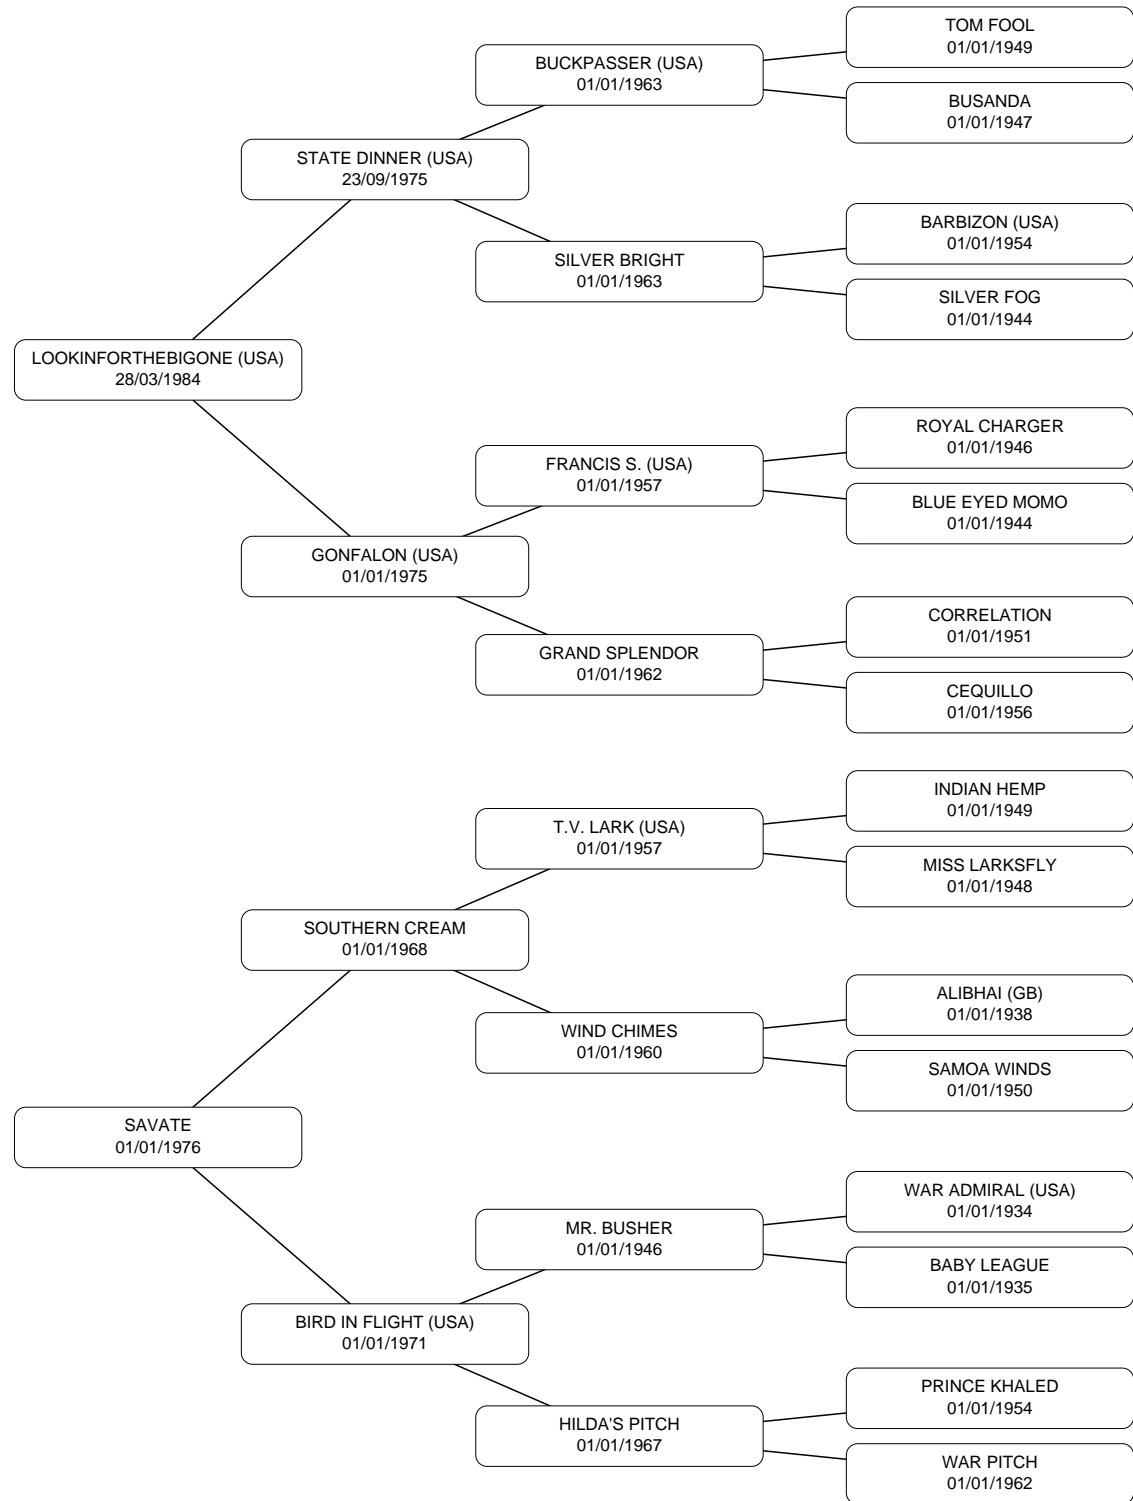 TOM FOOL
01/01/1949
BUCKPASSER (USA)
01/01/1963
BUSANDA
01/01/1947
STATE DINNER (USA)
23/09/1975
BARBIZON (USA)
01/01/1954
SILVER BRIGHT
01/01/1963
SILVER FOG
01/01/1944
LOOKINFORTHEBIGONE (USA)
28/03/1984
ROYAL CHARGER
01/01/1946
FRANCIS S. (USA)
01/01/1957
BLUE EYED MOMO
01/01/1944
GONFALON (USA)
01/01/1975
CORRELATION
01/01/1951
GRAND SPLENDOR
01/01/1962
CEQUILLO
01/01/1956
INDIAN HEMP
01/01/1949
T.V. LARK (USA)
01/01/1957
MISS LARKSFLY
01/01/1948
SOUTHERN CREAM
01/01/1968
ALIBHAI (GB)
01/01/1938
WIND CHIMES
01/01/1960
SAMOA WINDS
01/01/1950
SAVATE
01/01/1976
WAR ADMIRAL (USA)
01/01/1934
MR. BUSHER
01/01/1946
BABY LEAGUE
01/01/1935
BIRD IN FLIGHT (USA)
01/01/1971
PRINCE KHALED
01/01/1954
HILDA'S PITCH
01/01/1967
WAR PITCH
01/01/1962